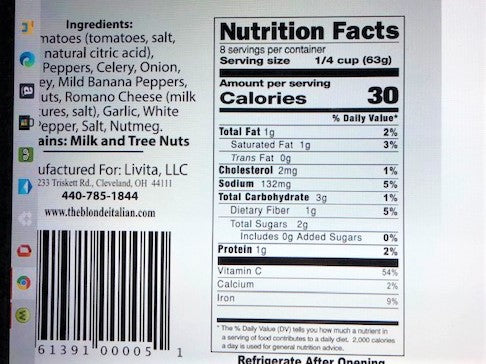 Ingredients:
matoes (tomatoes, salt,
natural citric acid),
Peppers, Celery, Onion,
ey, Mild Banana Peppers,
uts, Romano Cheese (milk
ures, salt), Garlic, White
Pepper, Salt, Nutmeg.
ains: Milk and Tree Nuts
ufactured For: Livita, LLC
233 Triskett Rd., Cleveland, OH 44111
440-785-1844
www.theblondeitalian.com
61391 00005 1
Nutrition Facts
8 servings per container
Serving size 1/4 cup (63g)
Amount per serving
Calories 30
% Daily Value*
Total Fat 1g 2%
Saturated Fat 1g 3%
Trans Fat 0g
Cholesterol 2mg 1%
Sodium 132mg 5%
Total Carbohydrate 3g 1%
Dietary Fiber 1g 5%
Total Sugars 2g
Includes 0g Added Sugars 0%
Protein 1g 2%
Vitamin C 54%
Calcium 2%
Iron 9%
*The % Daily Value (DV) tells you how much a nutrient in
a serving of food contributes to a daily diet. 2,000 calories
a day is used for general nutrition advice.
Refrigerate After Opening